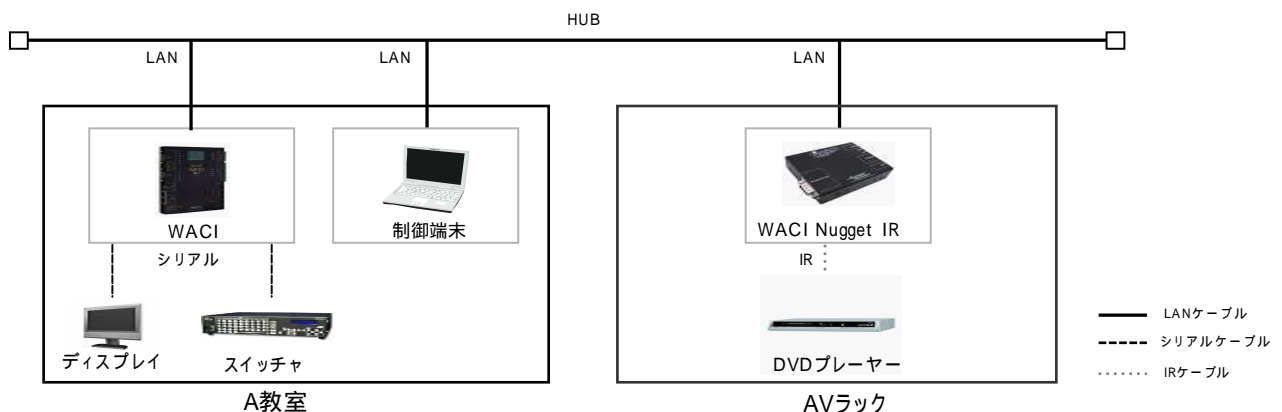 HUB
LAN
LAN
LAN
WACI
制御端末
WACI Nugget IR
シリアル
IR
ディスプレイ
スイッチャ
DVDプレーヤー
LANケーブル
シリアルケーブル
IRケーブル
A教室
AVラック